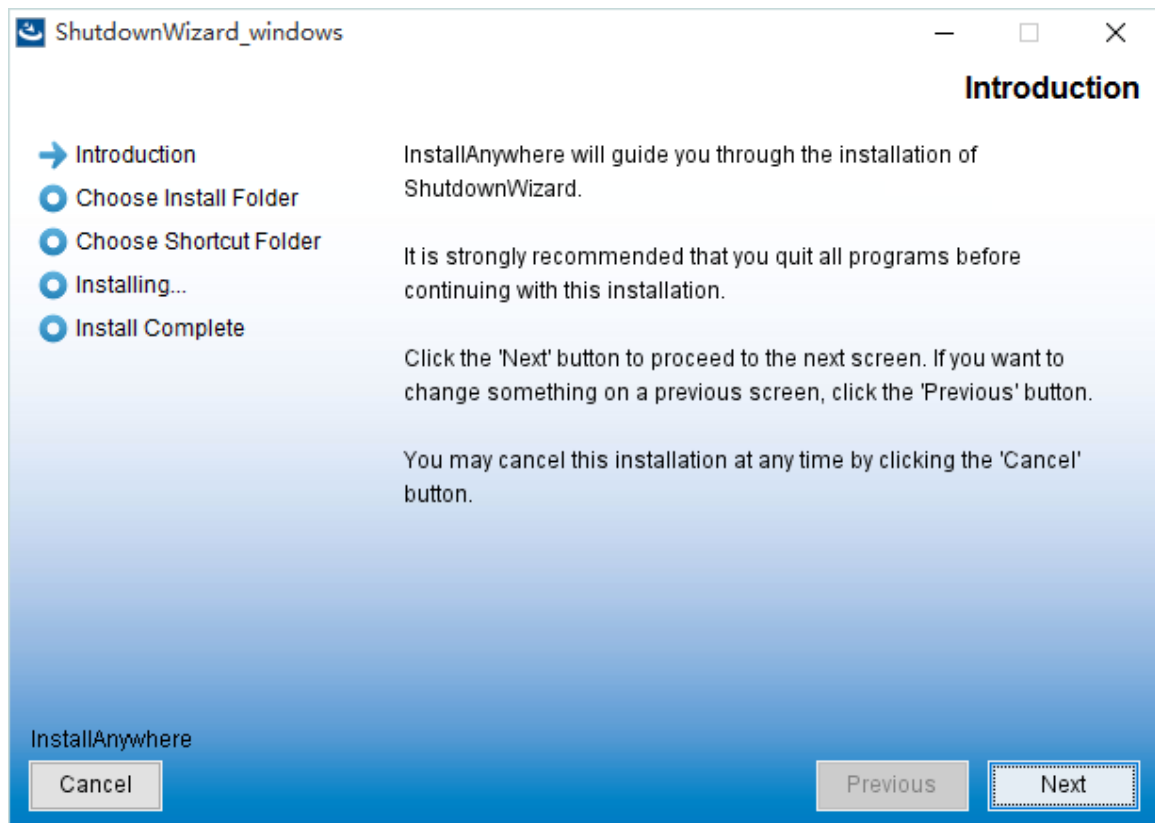 ShutdownWizard_windows
Introduction
Introduction
Choose Install Folder
Choose Shortcut Folder
Installing...
Install Complete
InstallAnywhere will guide you through the installation of
ShutdownWizard.
It is strongly recommended that you quit all programs before
continuing with this installation.
Click the 'Next' button to proceed to the next screen. If you want to
change something on a previous screen, click the 'Previous' button.
You may cancel this installation at any time by clicking the 'Cancel'
button.
InstallAnywhere
Cancel
Previous
Next